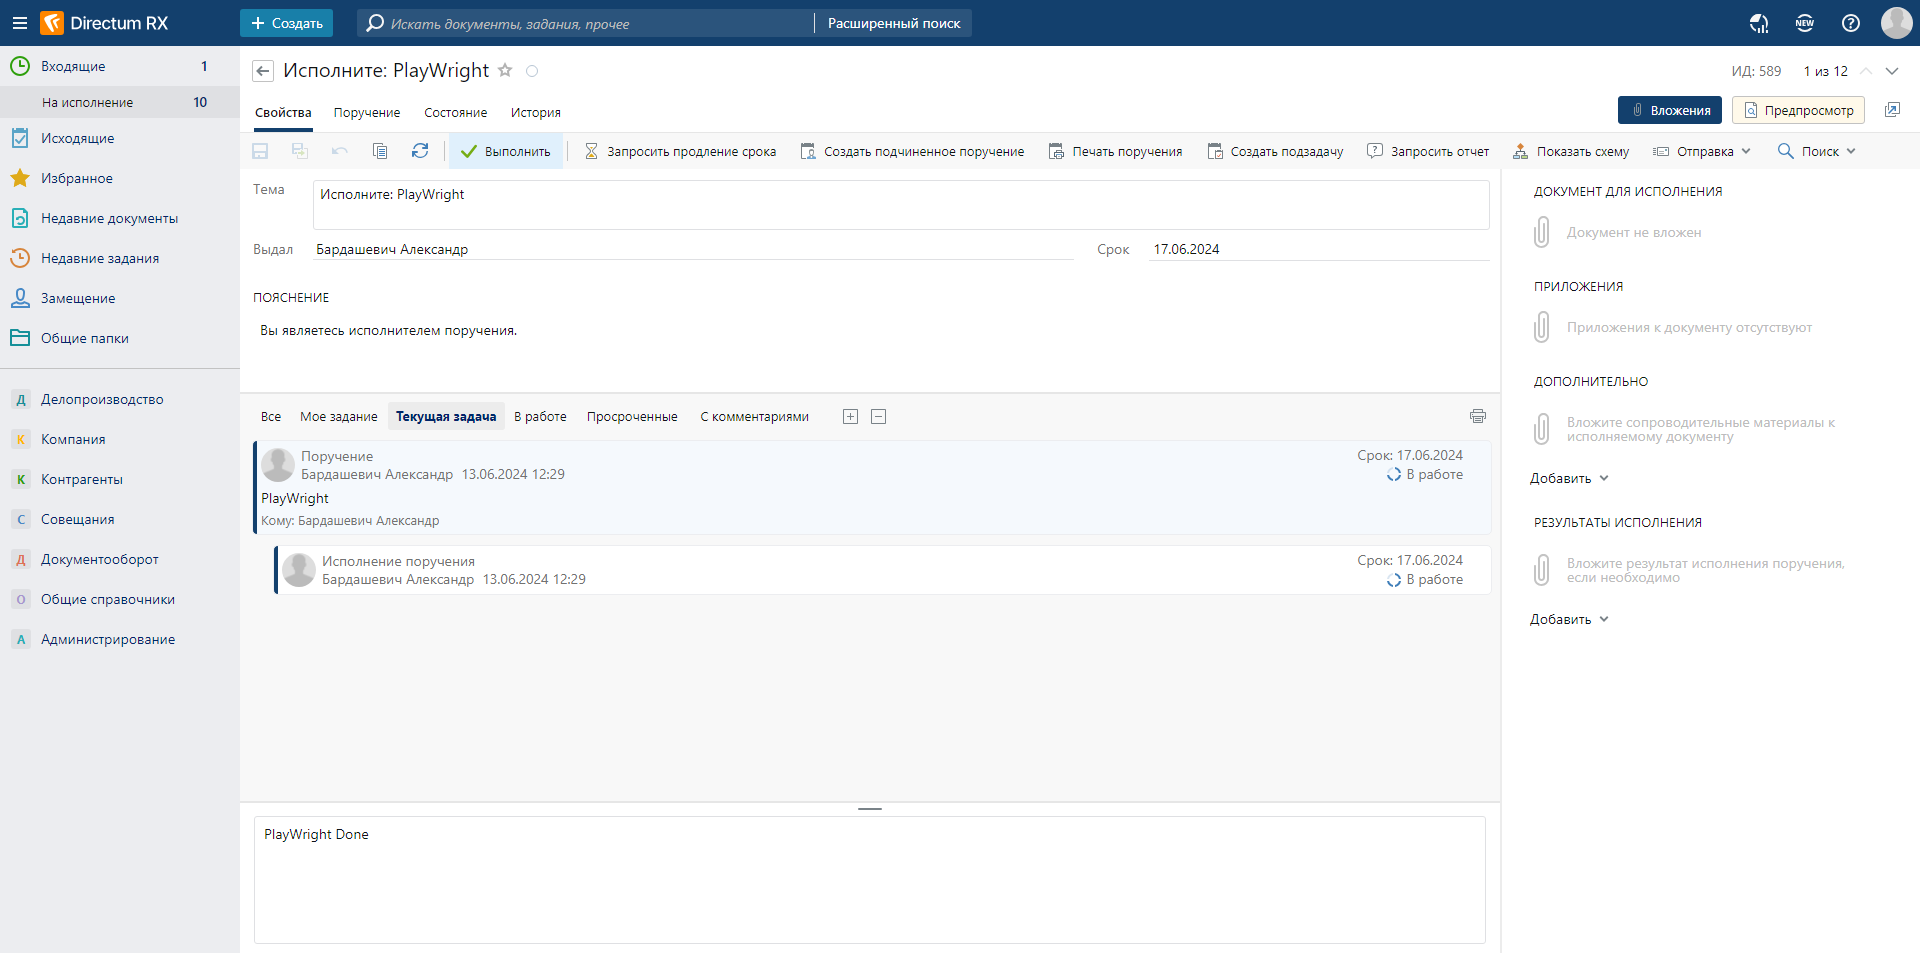 Directum RX
Создать
Искать документы, задания, прочее
Расширенный поиск
NEW
Входящие 1
На исполнение 10
Исходящие
Избранное
Недавние документы
Недавние задания
Замещение
Общие папки
Д Делопроизводство
К Компания
К Контрагенты
С Совещания
Д Документооборот
О Общие справочники
А Администрирование
Исполните: PlayWright
ИД: 589 1 из 12
Свойства Поручение Состояние История
Вложения Предпросмотр
Выполнить Запросить продление срока Создать подчиненное поручение Печать поручения Создать подзадачу Запросить отчет Показать схему Отправка Поиск
Тема Исполните: PlayWright
Выдал Бардашевич Александр Срок 17.06.2024
ПОЯСНЕНИЕ
Вы являетесь исполнителем поручения.
Все Мое задание Текущая задача В работе Просроченные С комментариями
Поручение Срок: 17.06.2024
Бардашевич Александр 13.06.2024 12:29 В работе
PlayWright
Кому: Бардашевич Александр
Исполнение поручения Срок: 17.06.2024
Бардашевич Александр 13.06.2024 12:29 В работе
PlayWright Done
ДОКУМЕНТ ДЛЯ ИСПОЛНЕНИЯ
Документ не вложен
ПРИЛОЖЕНИЯ
Приложения к документу отсутствуют
ДОПОЛНИТЕЛЬНО
Вложите сопроводительные материалы к
исполняемому документу
Добавить
РЕЗУЛЬТАТЫ ИСПОЛНЕНИЯ
Вложите результат исполнения поручения,
если необходимо
Добавить